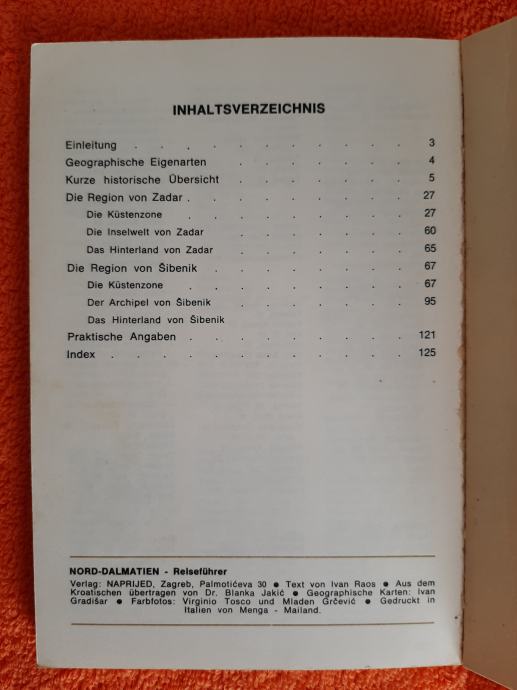 INHALTSVERZEICHNIS
Einleitung . . . . . . . . . 3
Geographische Eigenarten . . . . . . 4
Kurze historische Übersicht . . . . . . 5
Die Region von Zadar . . . . . . . 27
Die Küstenzone . . . . . . . 27
Die Inselwelt von Zadar . . . . . . 60
Das Hinterland von Zadar . . . . . . 65
Die Region von Šibenik . . . . . . . 67
Die Küstenzone . . . . . . . 67
Der Archipel von Šibenik . . . . . . 95
Das Hinterland von Šibenik
Praktische Angaben . . . . . . . 121
Index . . . . . . . . . . 125
NORD-DALMATIEN - Reiseführer
Verlag: NAPRIJED, Zagreb, Palmotićeva 30 ● Text von Ivan Raos ● Aus dem
Kroatischen übertragen von Dr. Blanka Jakić ● Geographische Karten: Ivan
Gradišar ● Farbfotos: Virginio Tosco und Mladen Grčević ● Gedruckt in
Italien von Menga - Mailand.